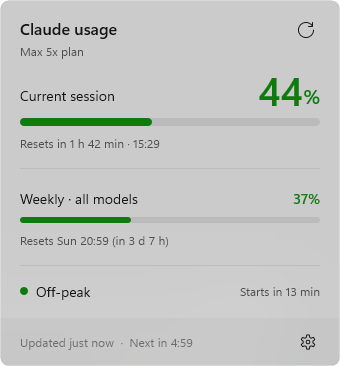 Claude usage
Max 5x plan
Current session 44%
Resets in 1 h 42 min · 15:29
Weekly · all models 37%
Resets Sun 20:59 (in 3 d 7 h)
Off-peak Starts in 13 min
Updated just now · Next in 4:59